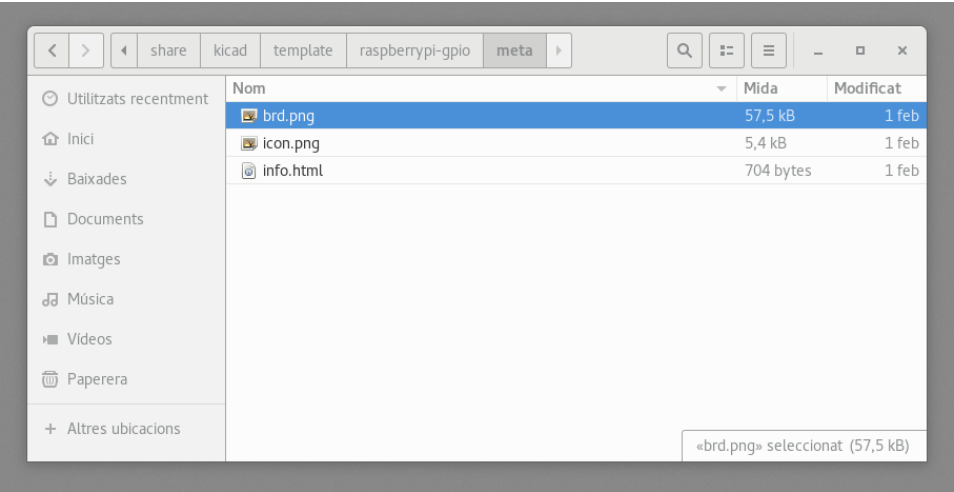 share kicad template raspberrypi-gpio meta
Utilitzats recentment
Inici
Baixades
Documents
Imatges
Música
Vídeos
Paperera
Altres ubicacions
Nom Mida Modificat
brd.png 57,5 kB 1 feb
icon.png 5,4 kB 1 feb
info.html 704 bytes 1 feb
«brd.png» seleccionat (57,5 kB)